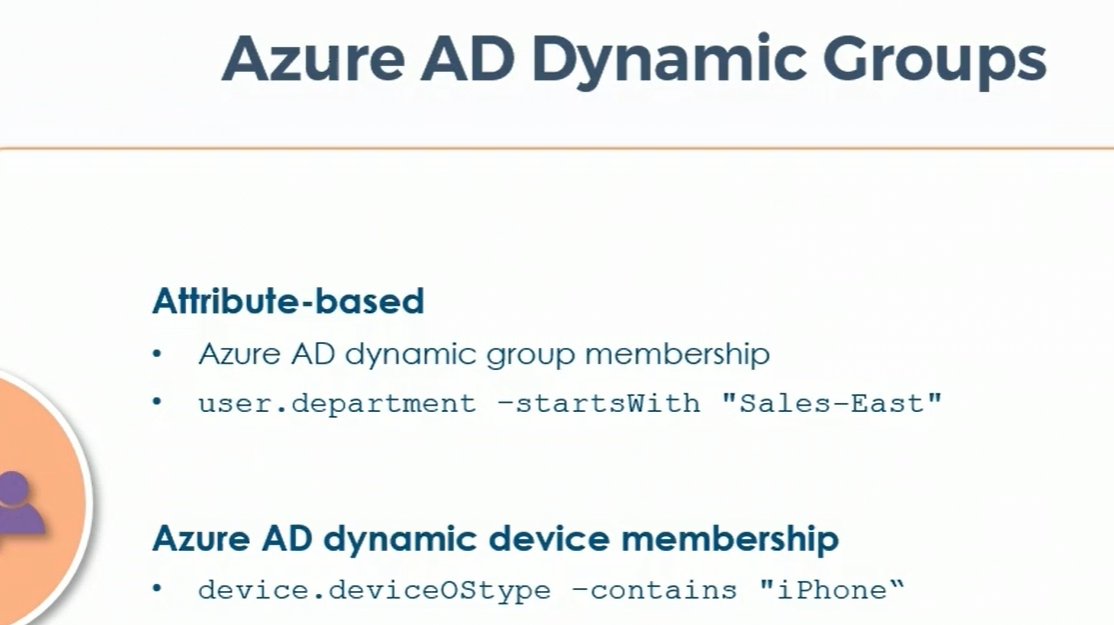 Azure AD Dynamic Groups
Attribute-based
• Azure AD dynamic group membership
• user.department -startsWith "Sales-East"
Azure AD dynamic device membership
• device.deviceOStype -contains "iPhone“